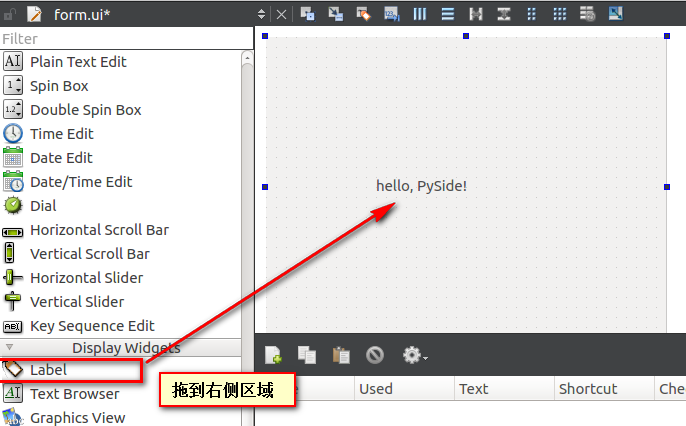 form.ui*
Filter
Plain Text Edit
Spin Box
Double Spin Box
Time Edit
Date Edit
Date/Time Edit
Dial
Horizontal Scroll Bar
Vertical Scroll Bar
Horizontal Slider
Vertical Slider
Key Sequence Edit
Display Widgets
Label
Text Browser
Graphics View
hello, PySide!
拖到右侧区域
Used
Text
Shortcut
Che